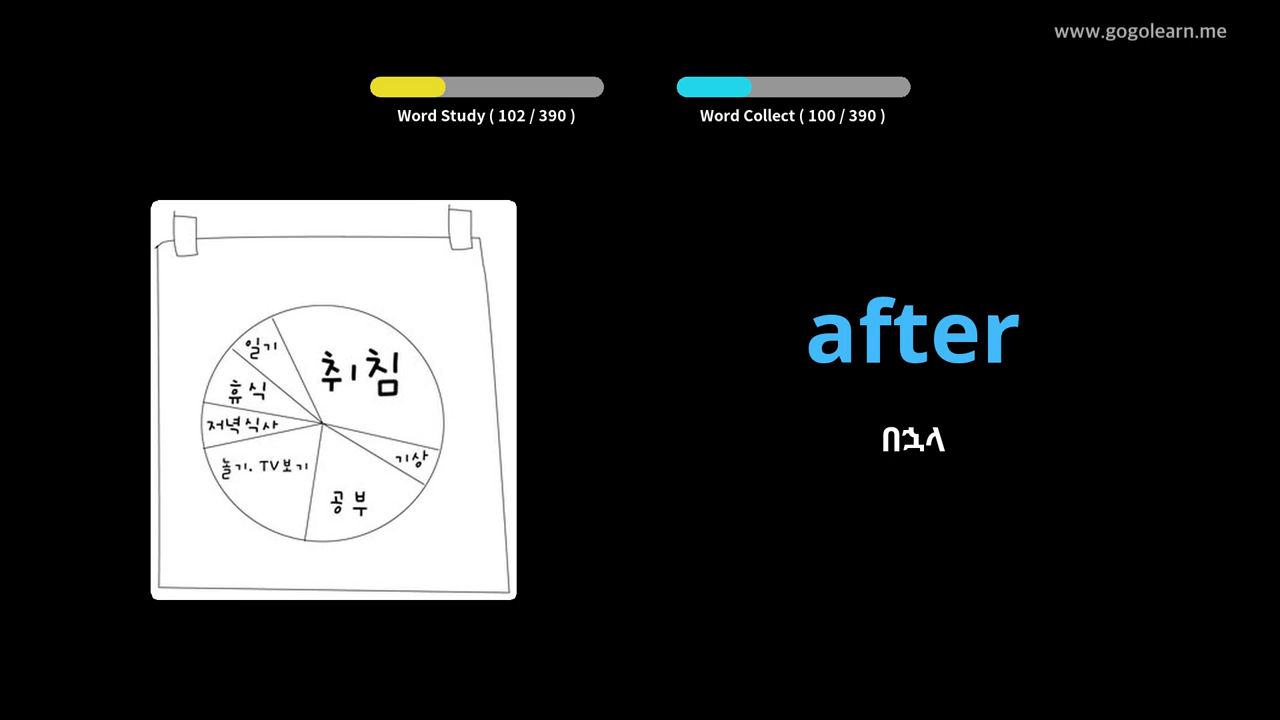 www.gogolearn.me
Word Study ( 102 / 390 )
Word Collect ( 100 / 390 )
일기
취침
휴식
저녁식사
놀기. TV보기
기상
공부
after
በኋላ